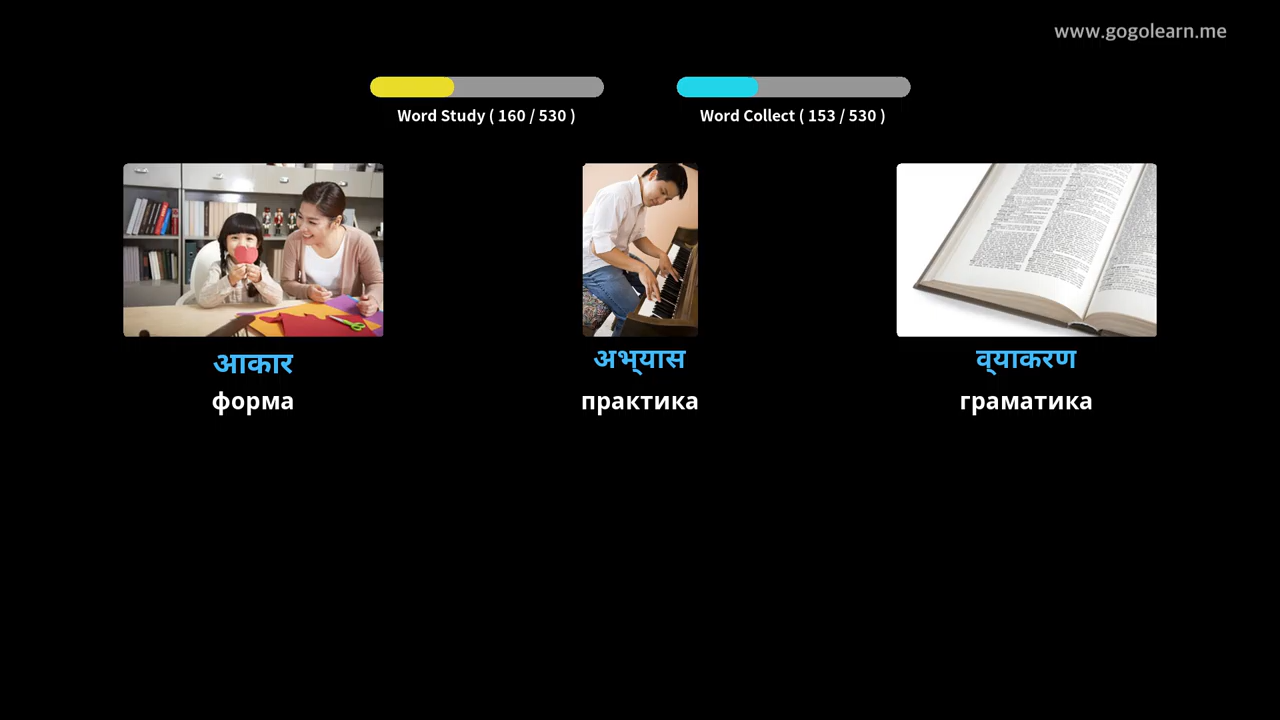 www.gogolearn.me
Word Study ( 160 / 530 )
Word Collect ( 153 / 530 )
आकार
अभ्यास
व्याकरण
форма
практика
граматика